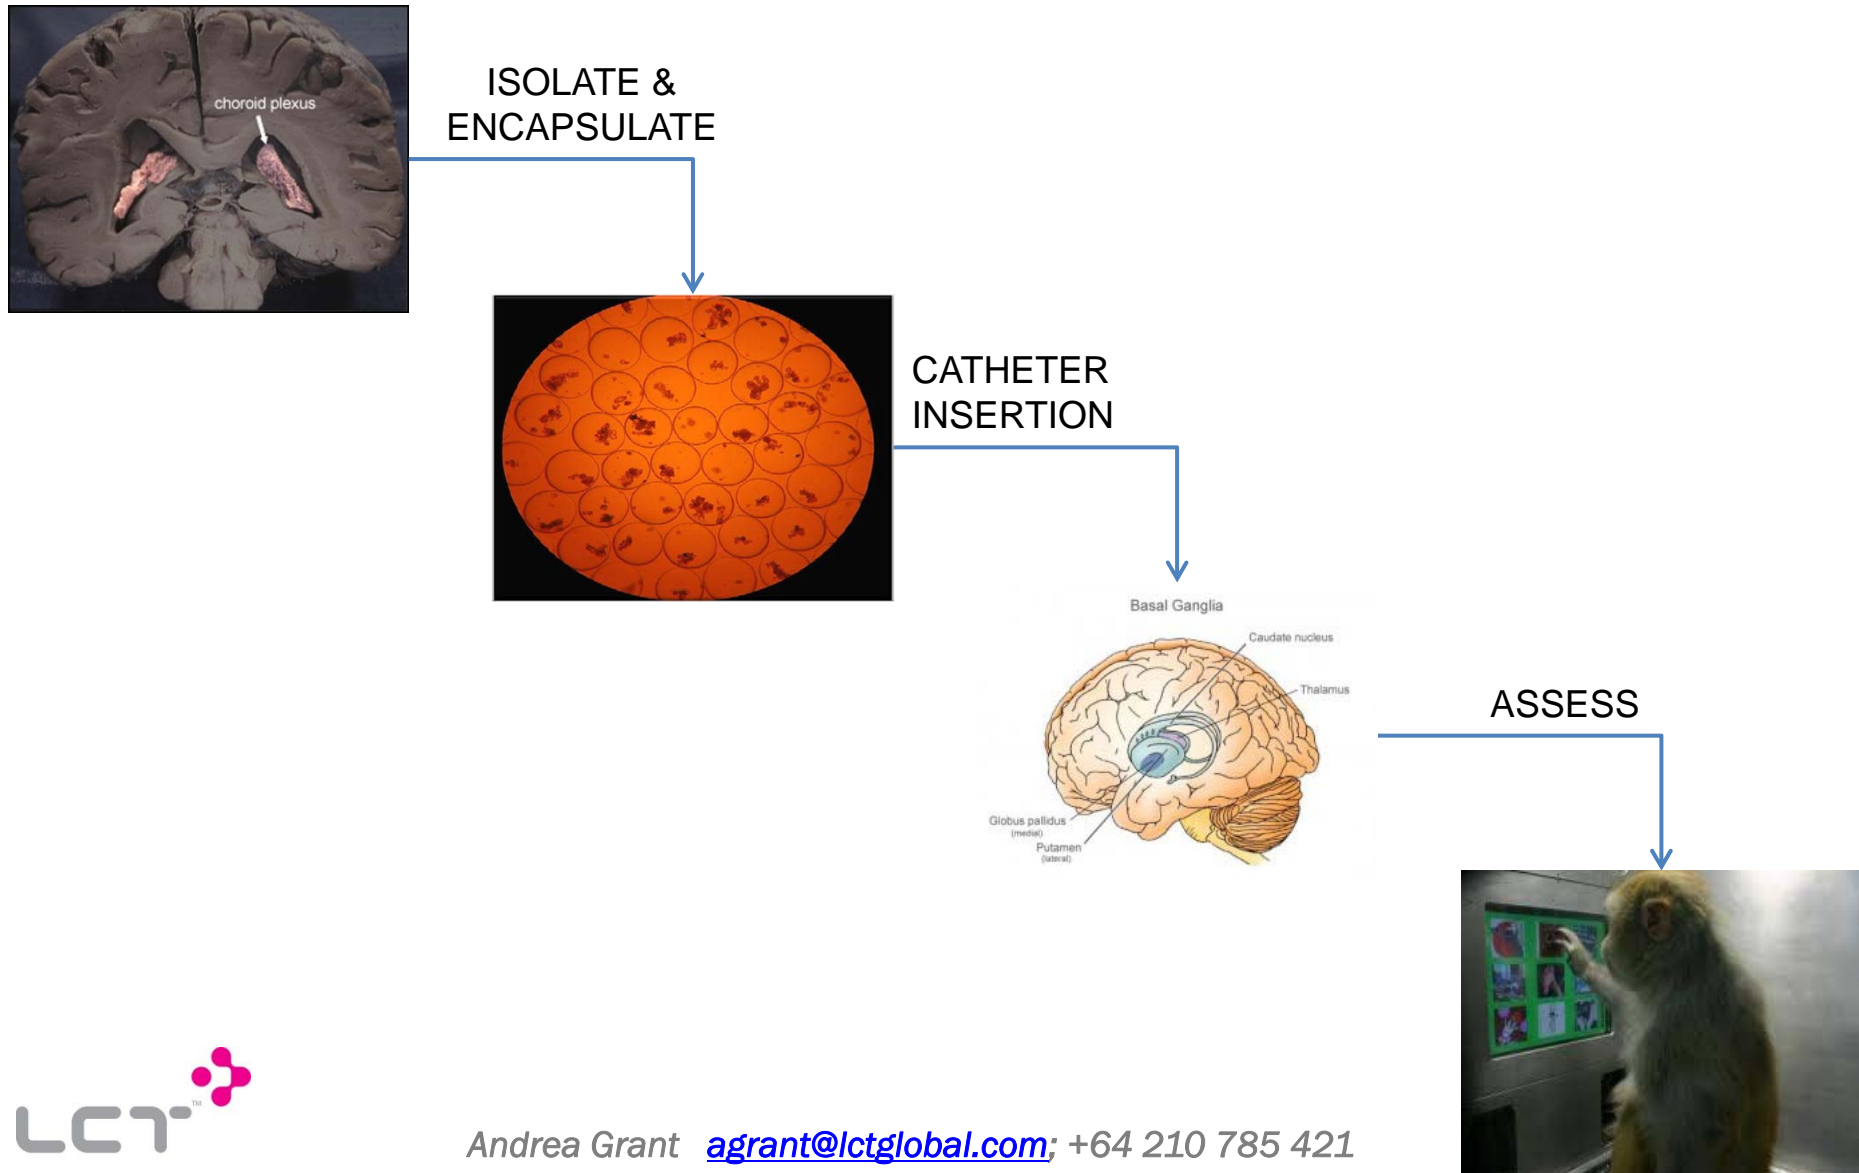 choroid plexus
ISOLATE &
ENCAPSULATE
CATHETER
INSERTION
Basal Ganglia
Caudate nucleus
Thalamus
Globus pallidus
(medial)
Putamen
(lateral)
ASSESS
LCT™
Andrea Grant agrant@lctglobal.com; +64 210 785 421